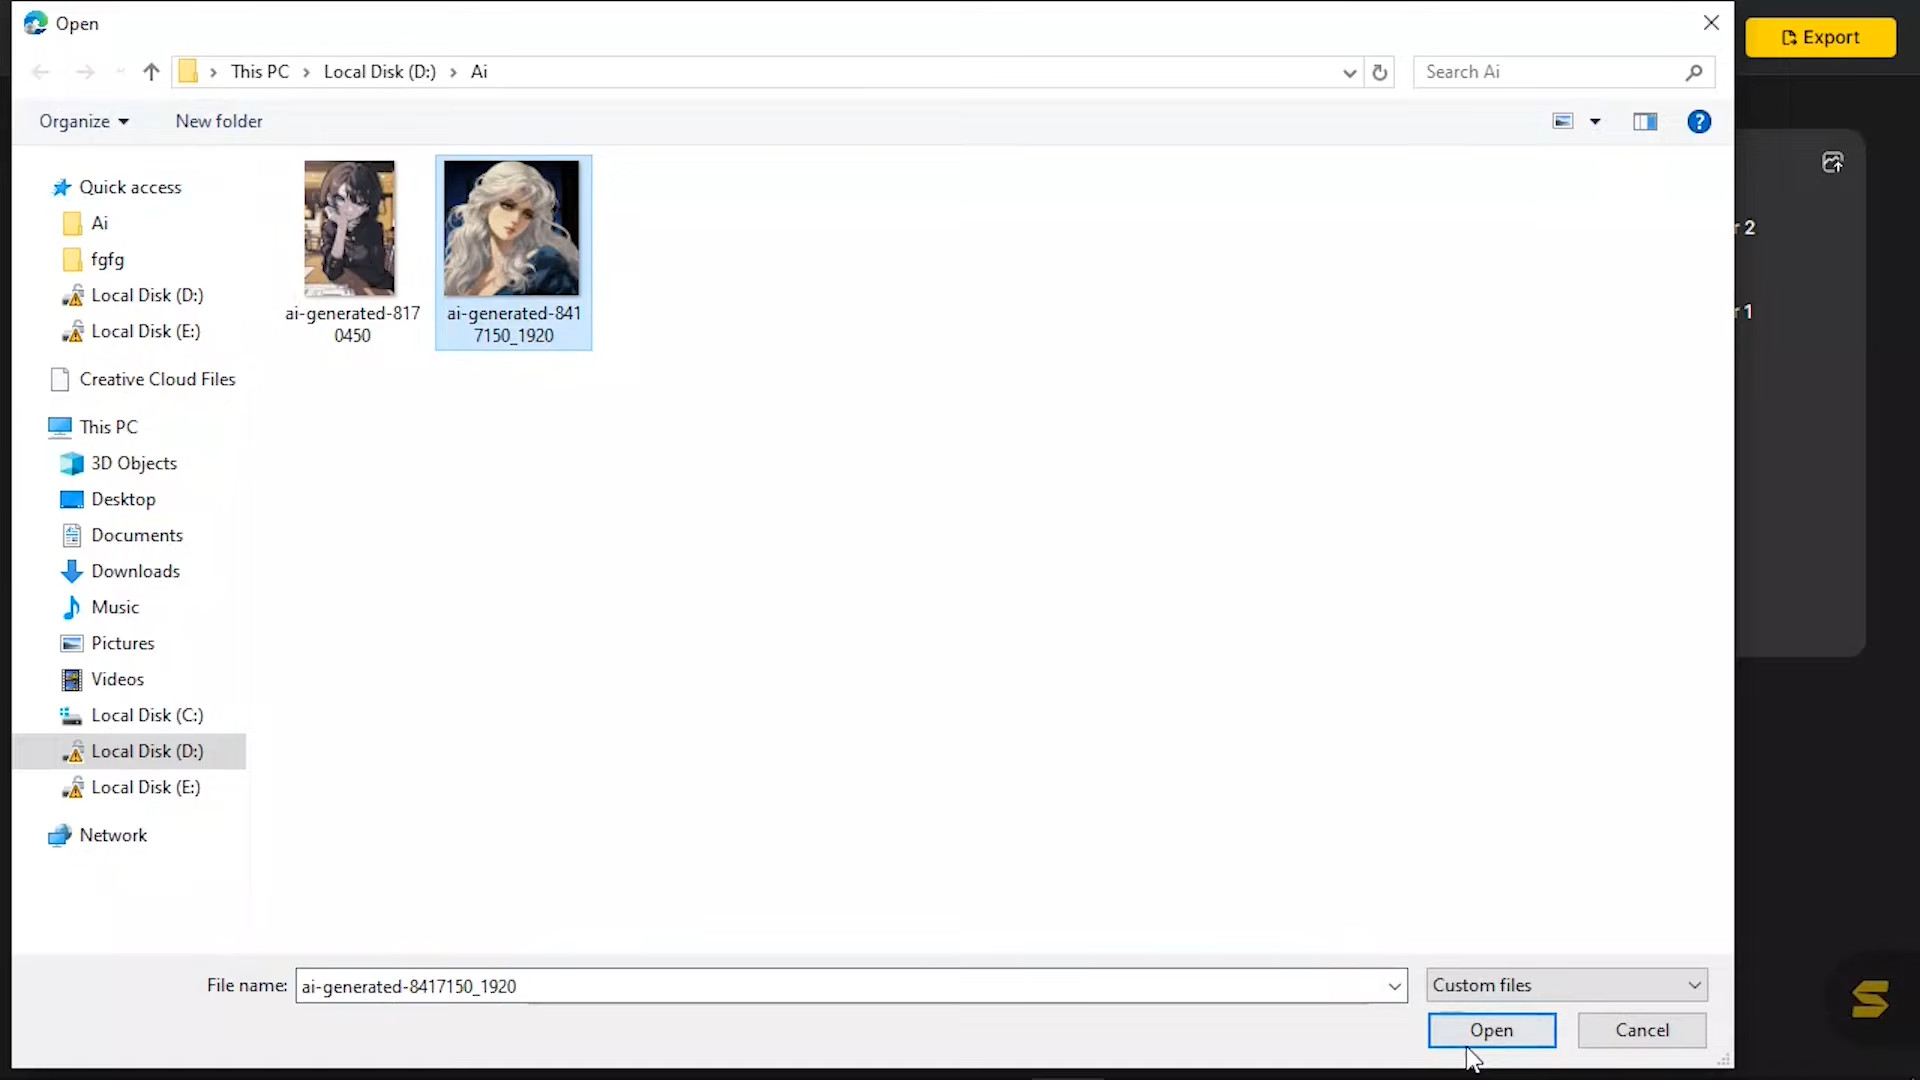 Open
Export
This PC
Local Disk (D:)
Ai
Search Ai
Organize
New folder
?
Quick access
Ai
fgfg
Local Disk (D:)
Local Disk (E:)
Creative Cloud Files
This PC
3D Objects
Desktop
Documents
Downloads
Music
Pictures
Videos
Local Disk (C:)
Local Disk (D:)
Local Disk (E:)
Network
ai-generated-817
0450
ai-generated-841
7150_1920
r 2
r 1
File name:
ai-generated-8417150_1920
Custom files
Open
Cancel